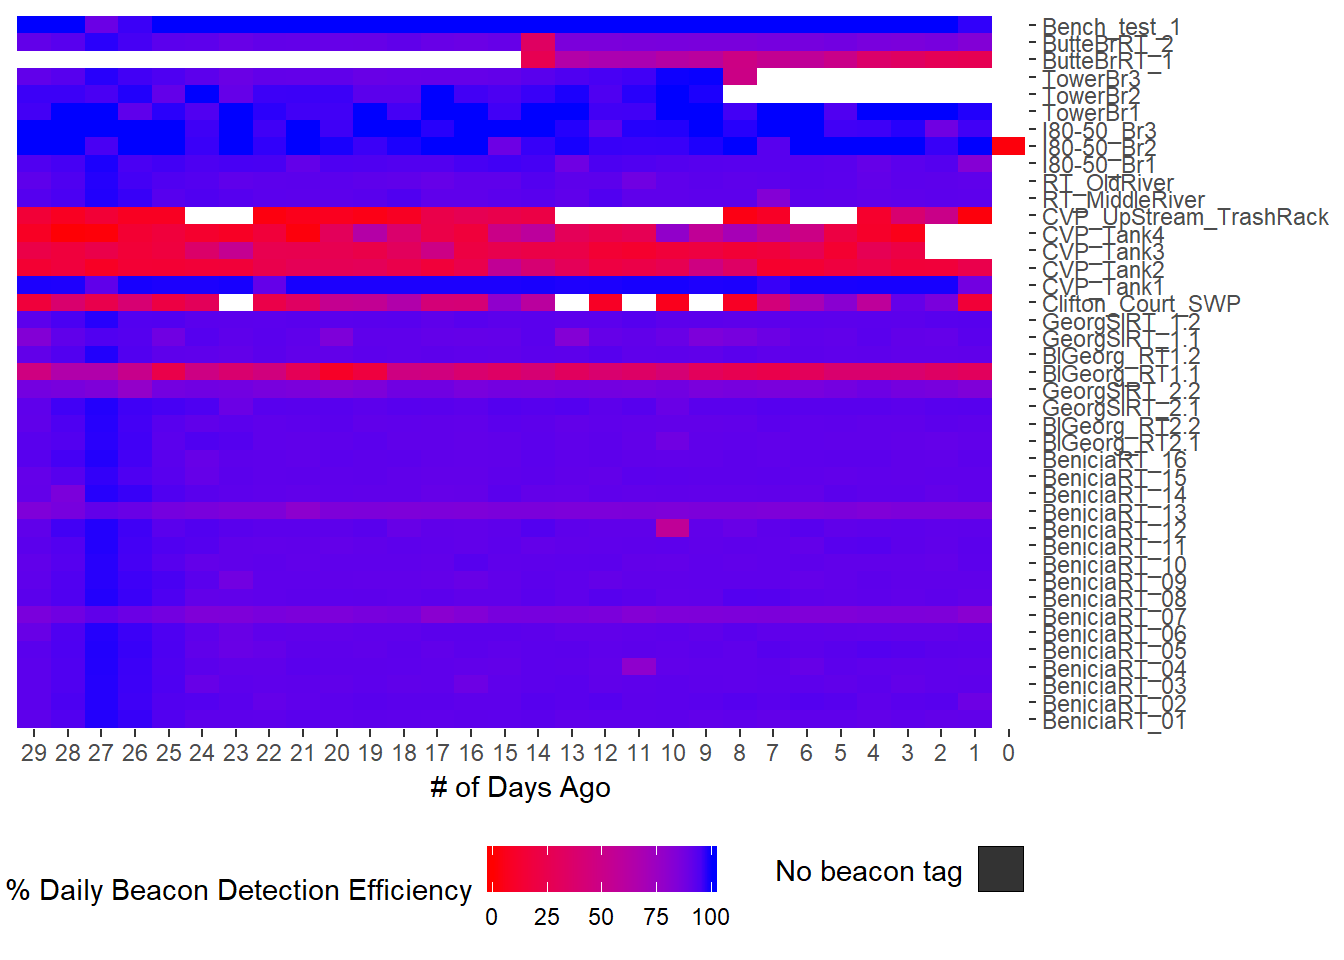 Bench_test_1
ButteBrRT_2
ButteBrRT_1
TowerBr3
TowerBr2
TowerBr1
I80-50_Br3
I80-50_Br2
I80-50_Br1
RT_OldRiver
RT_MiddleRiver
CVP_UpStream_TrashRack
CVP_Tank4
CVP_Tank3
CVP_Tank2
CVP_Tank1
Clifton_Court_SWP
GeorgSlRT_1.2
GeorgSlRT_1.1
BlGeorg_RT1.2
BlGeorg_RT1.1
GeorgSlRT_2.2
GeorgSlRT_2.1
BlGeorg_RT2.2
BlGeorg_RT2.1
BeniciaRT_16
BeniciaRT_15
BeniciaRT_14
BeniciaRT_13
BeniciaRT_12
BeniciaRT_11
BeniciaRT_10
BeniciaRT_09
BeniciaRT_08
BeniciaRT_07
BeniciaRT_06
BeniciaRT_05
BeniciaRT_04
BeniciaRT_03
BeniciaRT_02
BeniciaRT_01
29 28 27 26 25 24 23 22 21 20 19 18 17 16 15 14 13 12 11 10 9 8 7 6 5 4 3 2 1 0
# of Days Ago
% Daily Beacon Detection Efficiency
0 25 50 75 100
No beacon tag